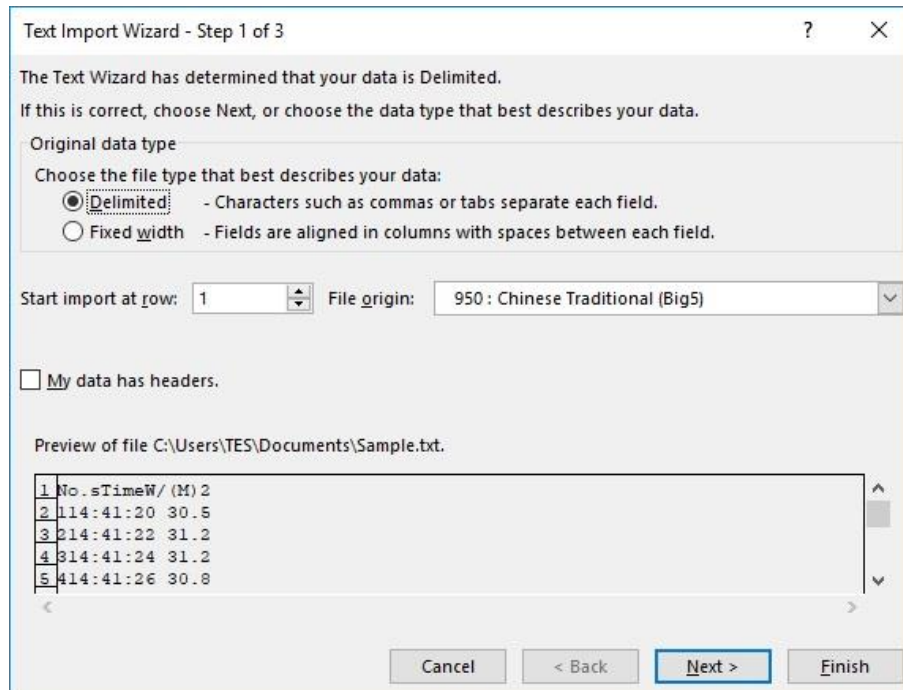 Text Import Wizard - Step 1 of 3
The Text Wizard has determined that your data is Delimited.
If this is correct, choose Next, or choose the data type that best describes your data.
Original data type
Choose the file type that best describes your data:
Delimited - Characters such as commas or tabs separate each field.
Fixed width - Fields are aligned in columns with spaces between each field.
Start import at row: 1 File origin: 950 : Chinese Traditional (Big5)
My data has headers.
Preview of file C:\Users\TES\Documents\Sample.txt.
1 No.sTimeW/(M)2
2 114:41:20 30.5
3 214:41:22 31.2
4 314:41:24 31.2
5 414:41:26 30.8
Cancel < Back Next > Finish